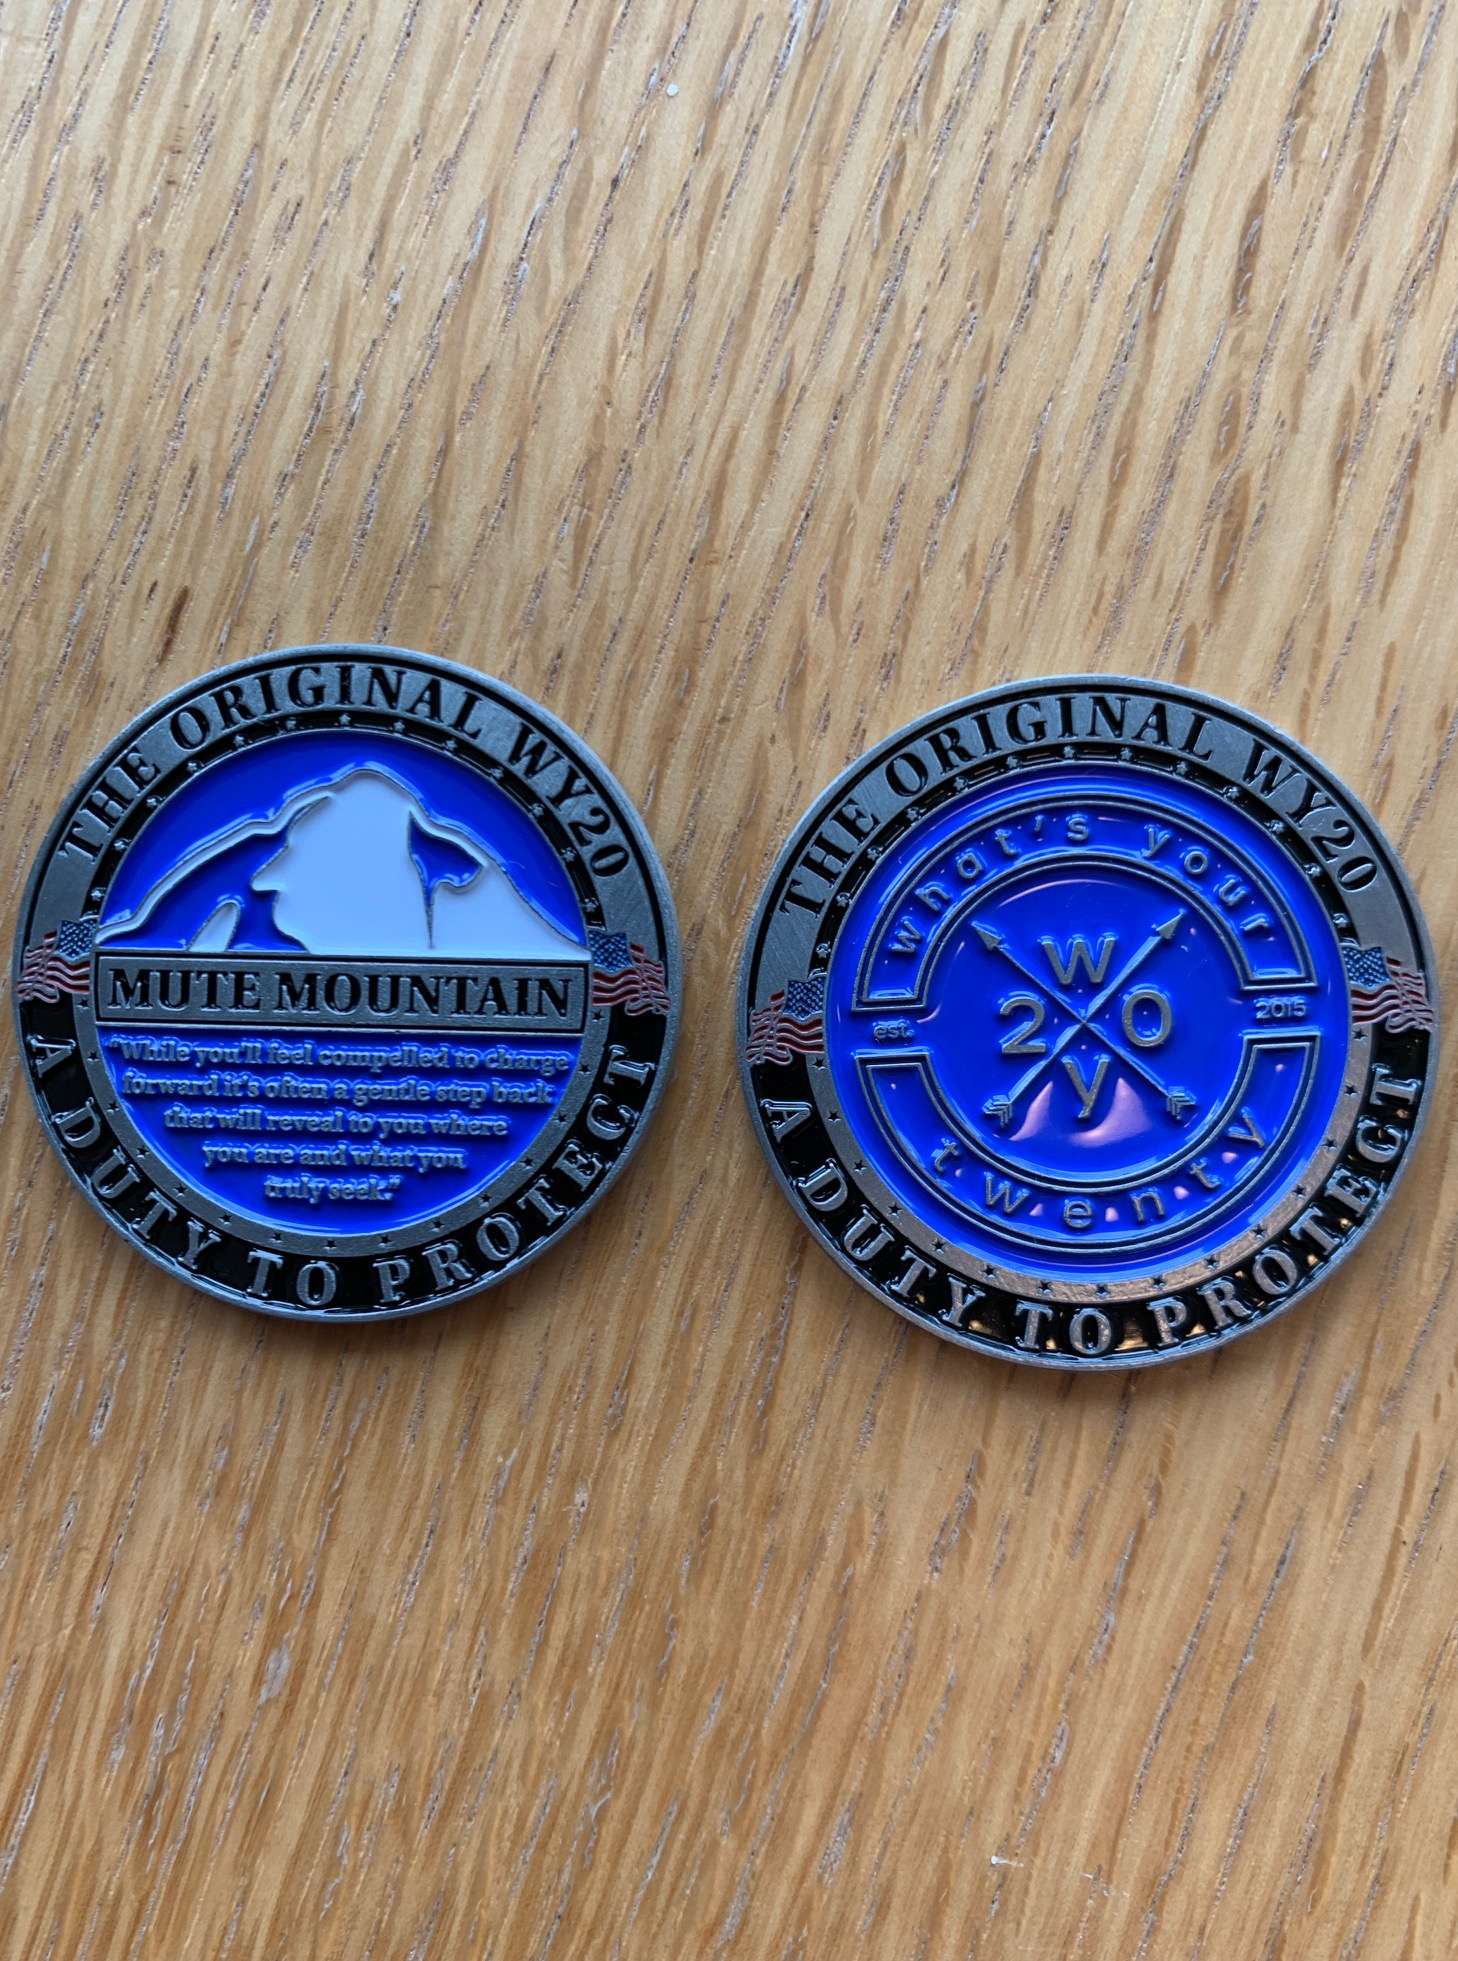 THE ORIGINAL WY20
MUTE MOUNTAIN
"While you'll feel compelled to charge
forward it's often a gentle step back
that will reveal to you where
you are and what you
truly seek."
A DUTY TO PROTECT
THE ORIGINAL WY20
what's your
w
2 0
y
est. 2015
twenty
A DUTY TO PROTECT